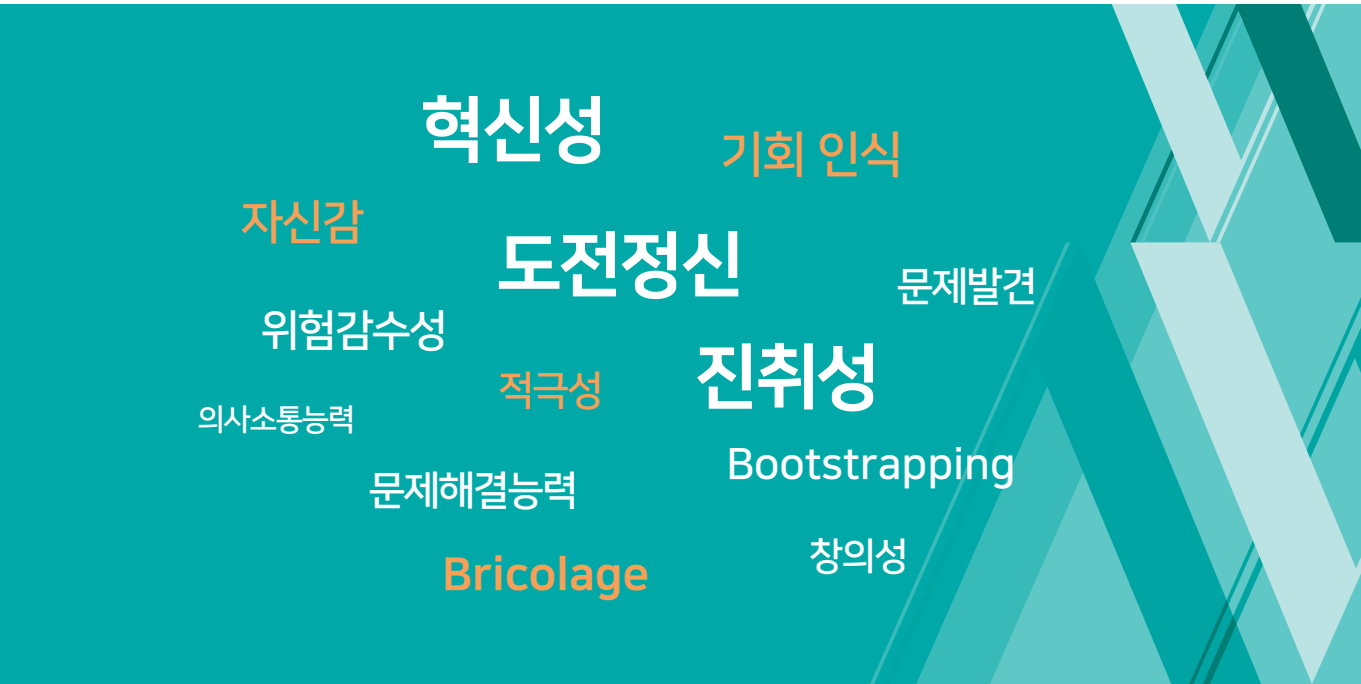 혁신성
기회 인식
자신감
도전정신
문제발견
위험감수성
진취성
적극성
의사소통능력
Bootstrapping
문제해결능력
창의성
Bricolage